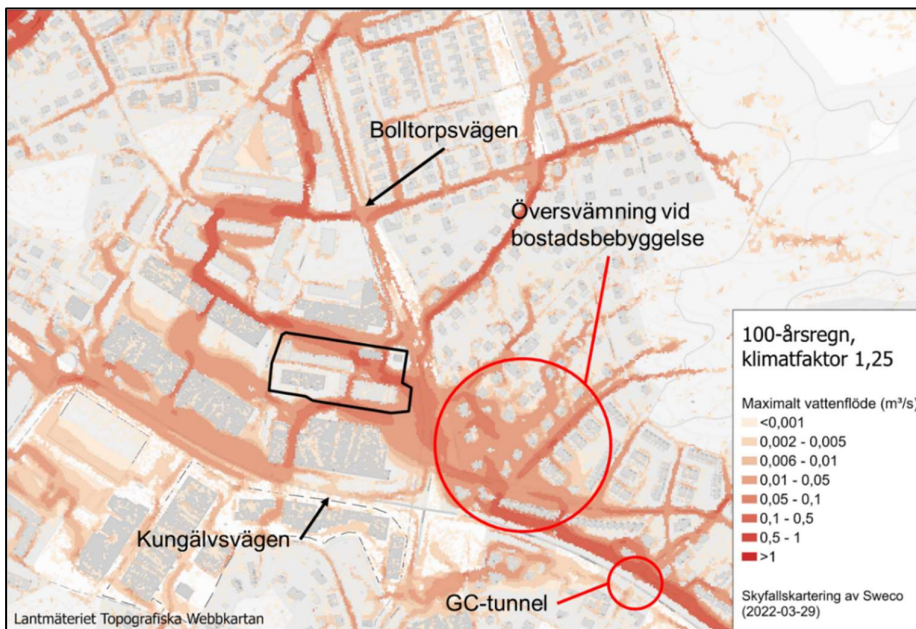 Bolltorpsvägen
Översvämning vid
bostadsbebyggelse
Kungälvsvägen
GC-tunnel
Lantmäteriet Topografiska Webbkartan
100-årsregn,
klimatfaktor 1,25
Maximalt vattenflöde (m³/s)
<0,001
0,002 - 0,005
0,006 - 0,01
0,01 - 0,05
0,05 - 0,1
0,1 - 0,5
0,5 - 1
>1
Skyfallskartering av Sweco
(2022-03-29)